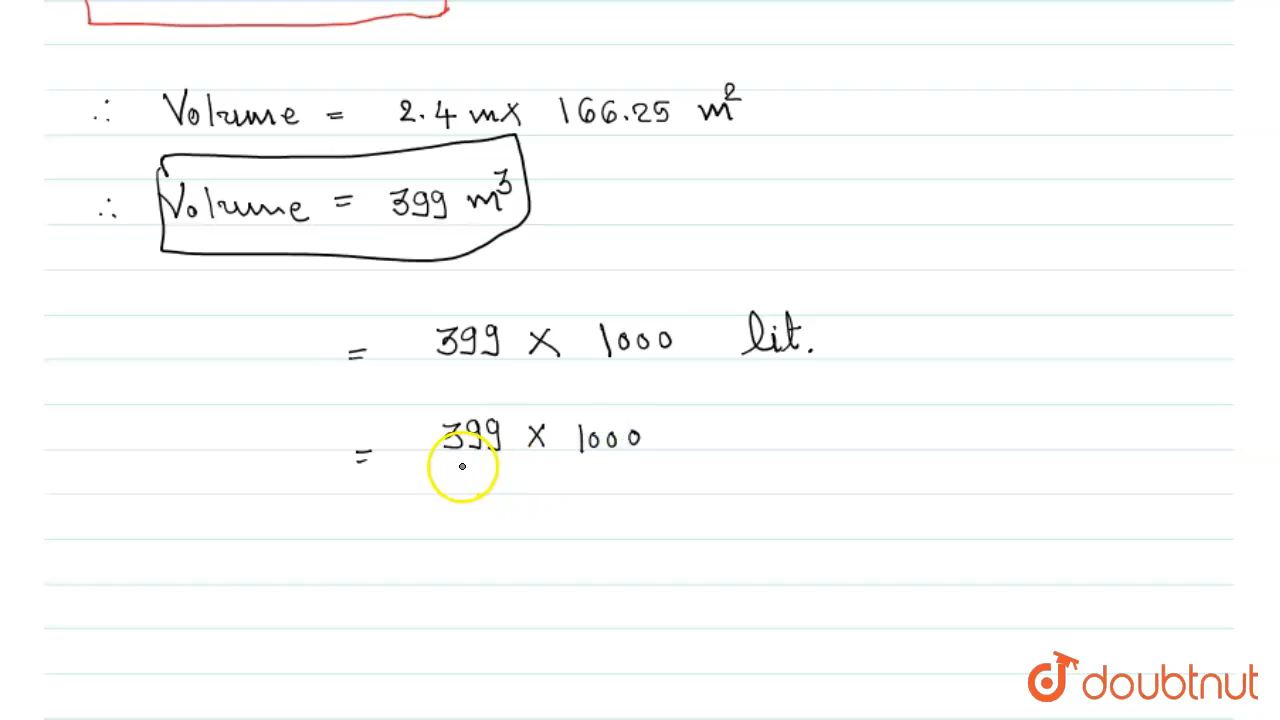 ∴ Volume = 2.4 m x 166.25 m²
∴ Volume = 399 m³
= 399 x 1000 lit.
= 399 x 1000
doubtnut